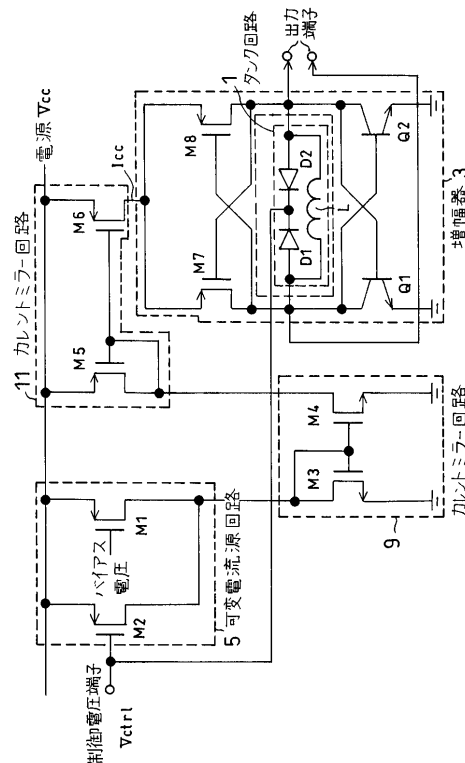 電源 Vcc
11 カレントミラー回路
M5
M6
Icc
M7
M8
1
タンク回路
出力
端子
D1
D2
L
Q1
Q2
増幅器 3
M2
M1
バイアス
電圧
5 可変電流源回路
制御電圧端子
Vctrl
M3
M4
9
カレントミラー回路